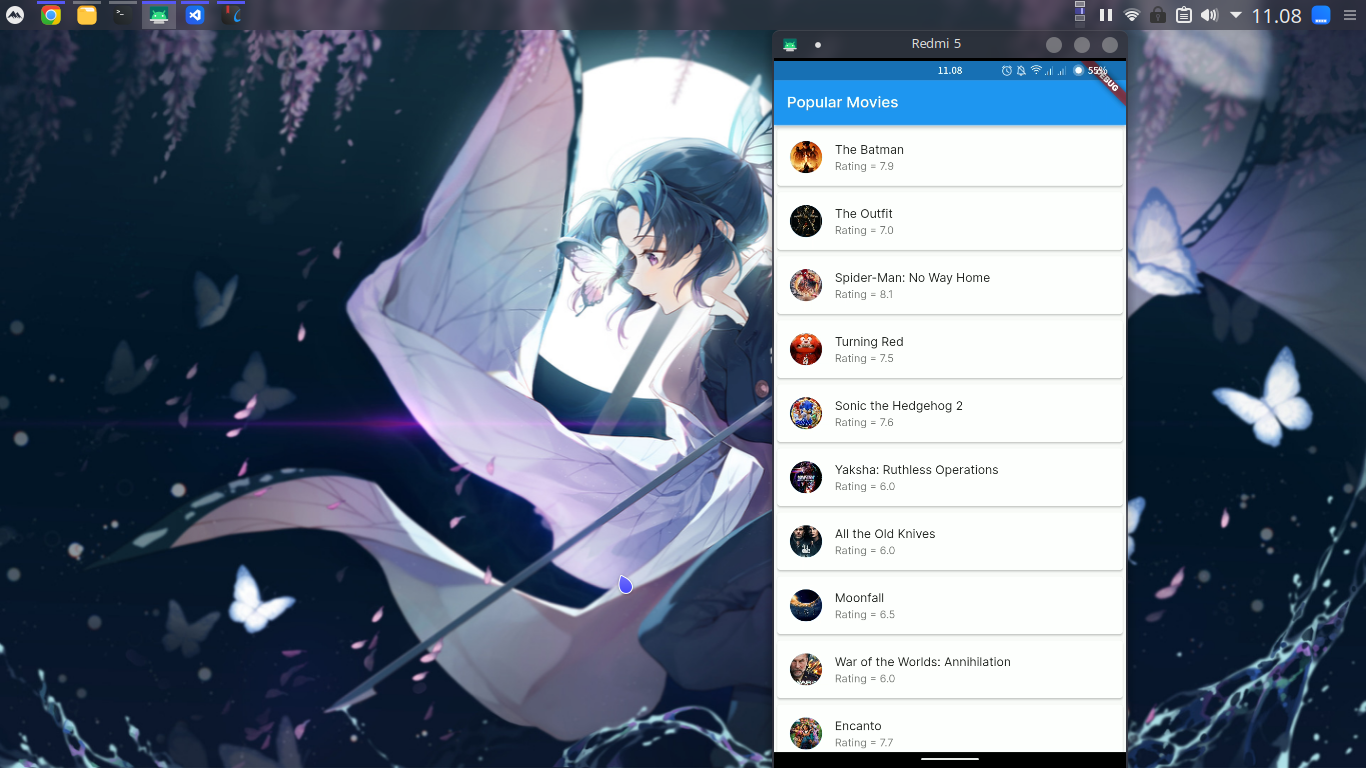 11.08
Redmi 5
11.08
55%
DEBUG
Popular Movies
The Batman
Rating = 7.9
The Outfit
Rating = 7.0
Spider-Man: No Way Home
Rating = 8.1
Turning Red
Rating = 7.5
Sonic the Hedgehog 2
Rating = 7.6
Yaksha: Ruthless Operations
Rating = 6.0
All the Old Knives
Rating = 6.0
Moonfall
Rating = 6.5
War of the Worlds: Annihilation
Rating = 6.0
Encanto
Rating = 7.7